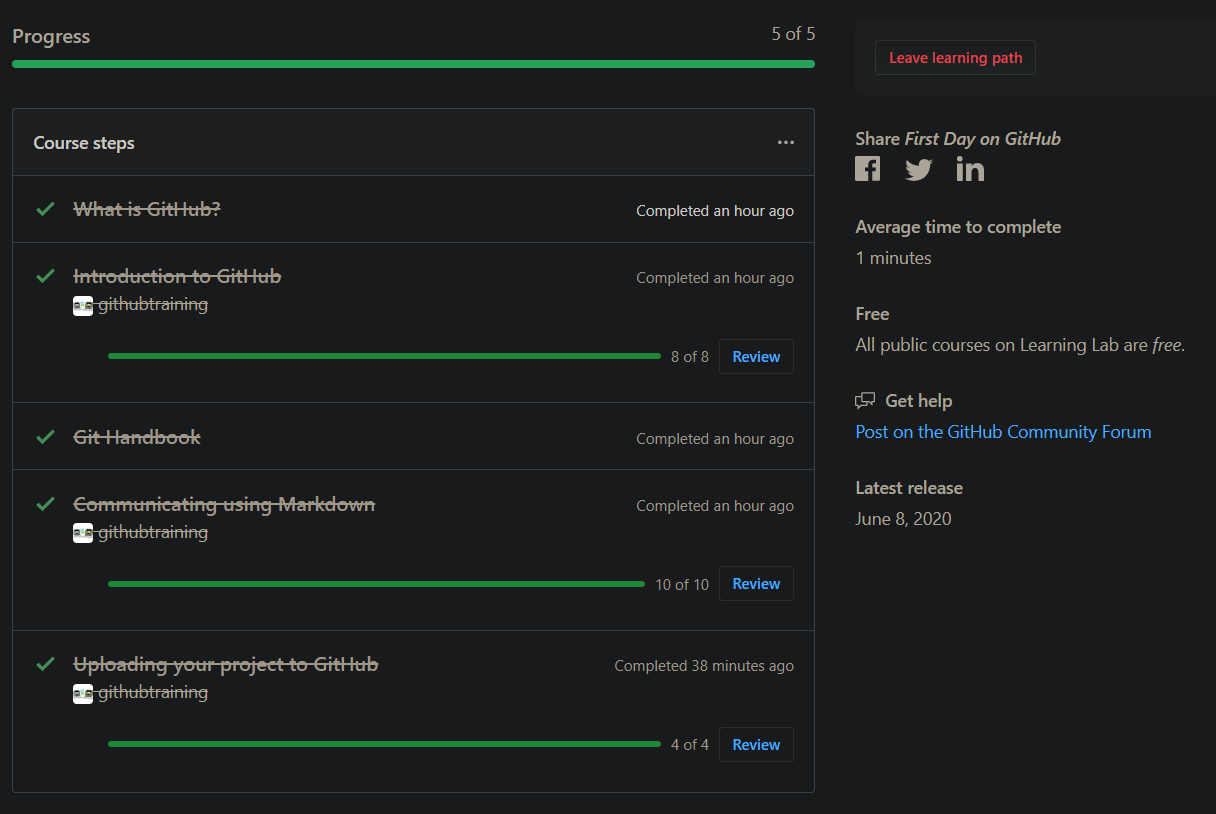 Progress
5 of 5
Course steps
What is GitHub?
Completed an hour ago
Introduction to GitHub
Completed an hour ago
githubtraining
8 of 8
Review
Git Handbook
Completed an hour ago
Communicating using Markdown
Completed an hour ago
githubtraining
10 of 10
Review
Uploading your project to GitHub
Completed 38 minutes ago
githubtraining
4 of 4
Review
Leave learning path
Share First Day on GitHub
Average time to complete
1 minutes
Free
All public courses on Learning Lab are free.
Get help
Post on the GitHub Community Forum
Latest release
June 8, 2020